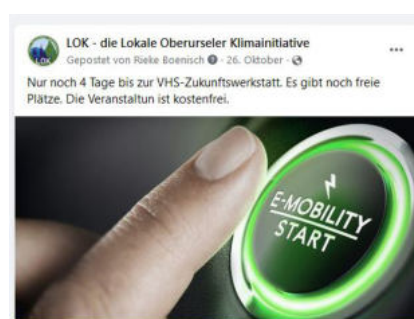 LOK - die Lokale Oberurseler Klimainitiative
Gepostet von Rieke Boenisch · 26. Oktober ·
Nur noch 4 Tage bis zur VHS-Zukunftswerkstatt. Es gibt noch freie
Plätze. Die Veranstaltun ist kostenfrei.
LOK
E-MOBILITY
START